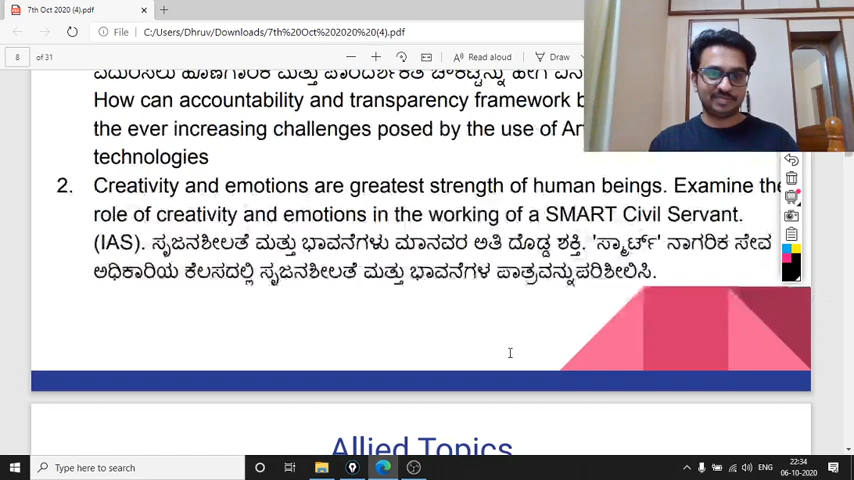 7th Oct 2020 (4).pdf
File
C:/Users/Dhruv/Downloads/7th%20Oct%202020%20(4).pdf
8 of 31
Read aloud
Draw
How can accountability and transparency framework
the ever increasing challenges posed by the use of
technologies
2. Creativity and emotions are greatest strength of human beings. Examine the
role of creativity and emotions in the working of a SMART Civil Servant.
(IAS). ಸೃಜನಶೀಲತೆ ಮತ್ತು ಭಾವನೆಗಳು ಮಾನವರ ಅತಿ ದೊಡ್ಡ ಶಕ್ತಿ. 'ಸ್ಮಾರ್ಟ್' ನಾಗರಿಕ ಸೇವ
ಅಧಿಕಾರಿಯ ಕೆಲಸದಲ್ಲಿ ಸೃಜನಶೀಲತೆ ಮತ್ತು ಭಾವನೆಗಳ ಪಾತ್ರವನ್ನು ಪರಿಶೀಲಿಸಿ.
Allied Topics
Type here to search
ENG
22:34
06-10-2020